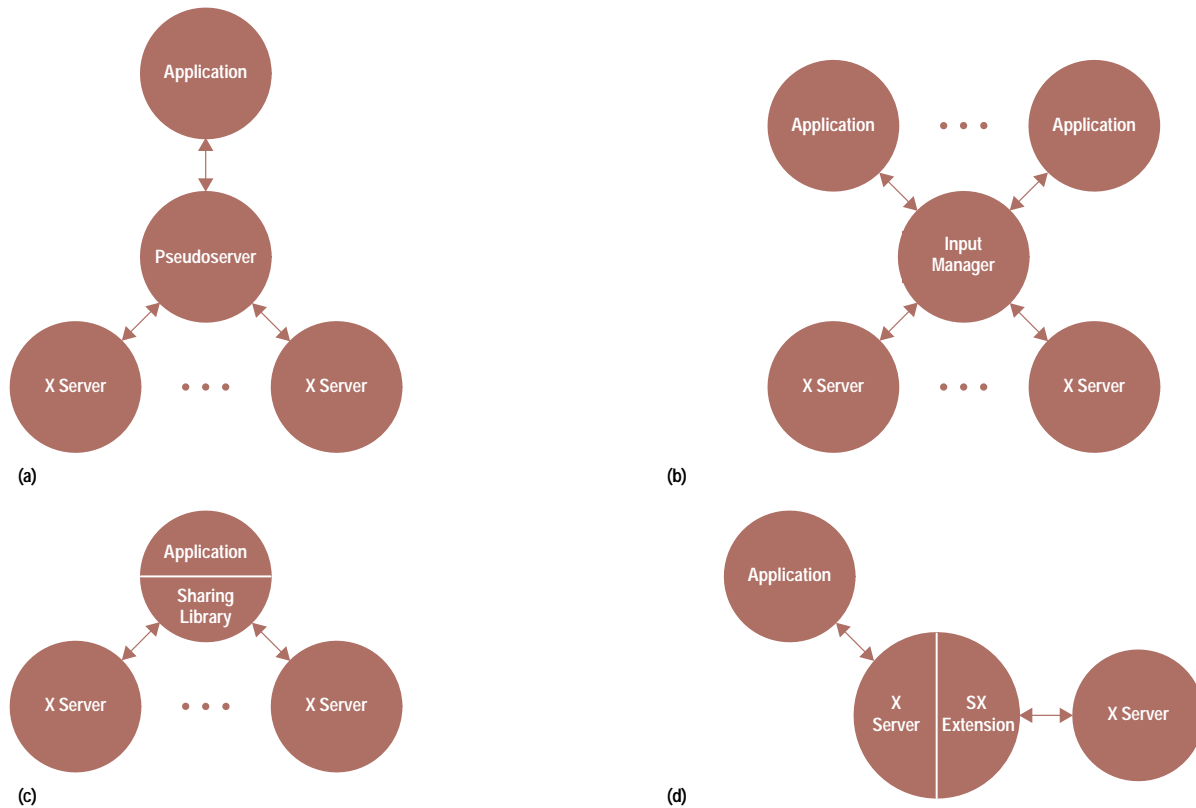 Application
Pseudoserver
X Server
• • •
X Server
(a)
Application
• • •
Application
Input
Manager
X Server
• • •
X Server
(b)
Application
Sharing
Library
X Server
• • •
X Server
(c)
Application
X
Server
SX
Extension
X Server
(d)